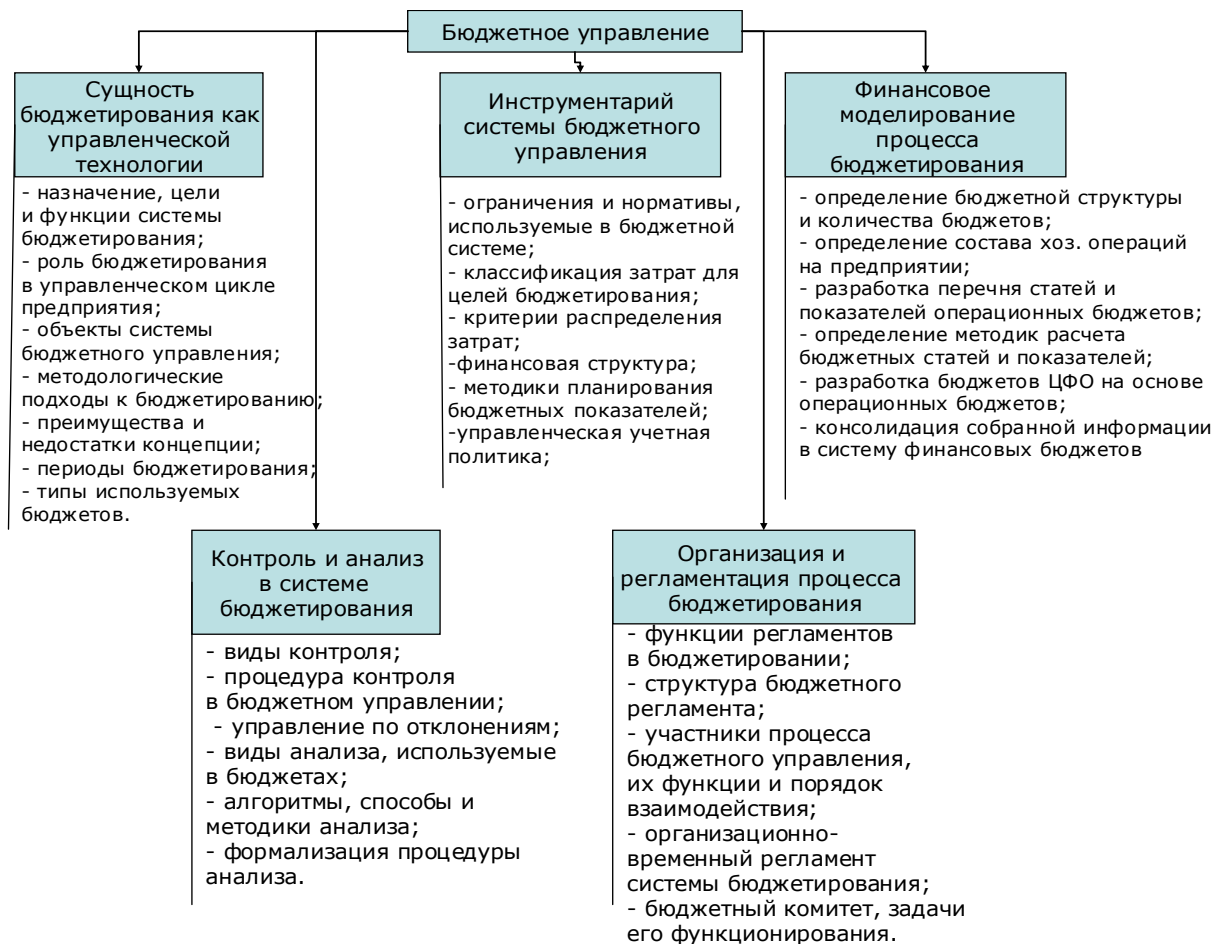 Бюджетное управление
Сущность
бюджетирования как
управленческой
технологии
- назначение, цели
и функции системы
бюджетирования;
- роль бюджетирования
в управленческом цикле
предприятия;
- объекты системы
бюджетного управления;
- методологические
подходы к бюджетированию;
- преимущества и
недостатки концепции;
- периоды бюджетирования;
- типы используемых
бюджетов.
Инструментарий
системы бюджетного
управления
- ограничения и нормативы,
используемые в бюджетной
системе;
- классификация затрат для
целей бюджетирования;
- критерии распределения
затрат;
-финансовая структура;
- методики планирования
бюджетных показателей;
-управленческая учетная
политика;
Финансовое
моделирование
процесса
бюджетирования
- определение бюджетной структуры
и количества бюджетов;
- определение состава хоз. операций
на предприятии;
- разработка перечня статей и
показателей операционных бюджетов;
- определение методик расчета
бюджетных статей и показателей;
- разработка бюджетов ЦФО на основе
операционных бюджетов;
- консолидация собранной информации
в систему финансовых бюджетов
Контроль и анализ
в системе
бюджетирования
- виды контроля;
- процедура контроля
в бюджетном управлении;
- управление по отклонениям;
- виды анализа, используемые
в бюджетах;
- алгоритмы, способы и
методики анализа;
- формализация процедуры
анализа.
Организация и
регламентация процесса
бюджетирования
- функции регламентов
в бюджетировании;
- структура бюджетного
регламента;
- участники процесса
бюджетного управления,
их функции и порядок
взаимодействия;
- организационно-
временный регламент
системы бюджетирования;
- бюджетный комитет, задачи
его функционирования.